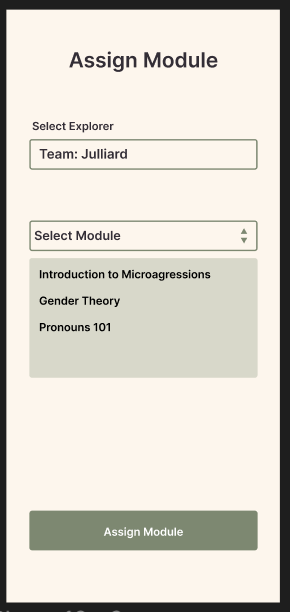 Assign Module
Select Explorer
Team: Julliard
Select Module
Introduction to Microagressions
Gender Theory
Pronouns 101
Assign Module